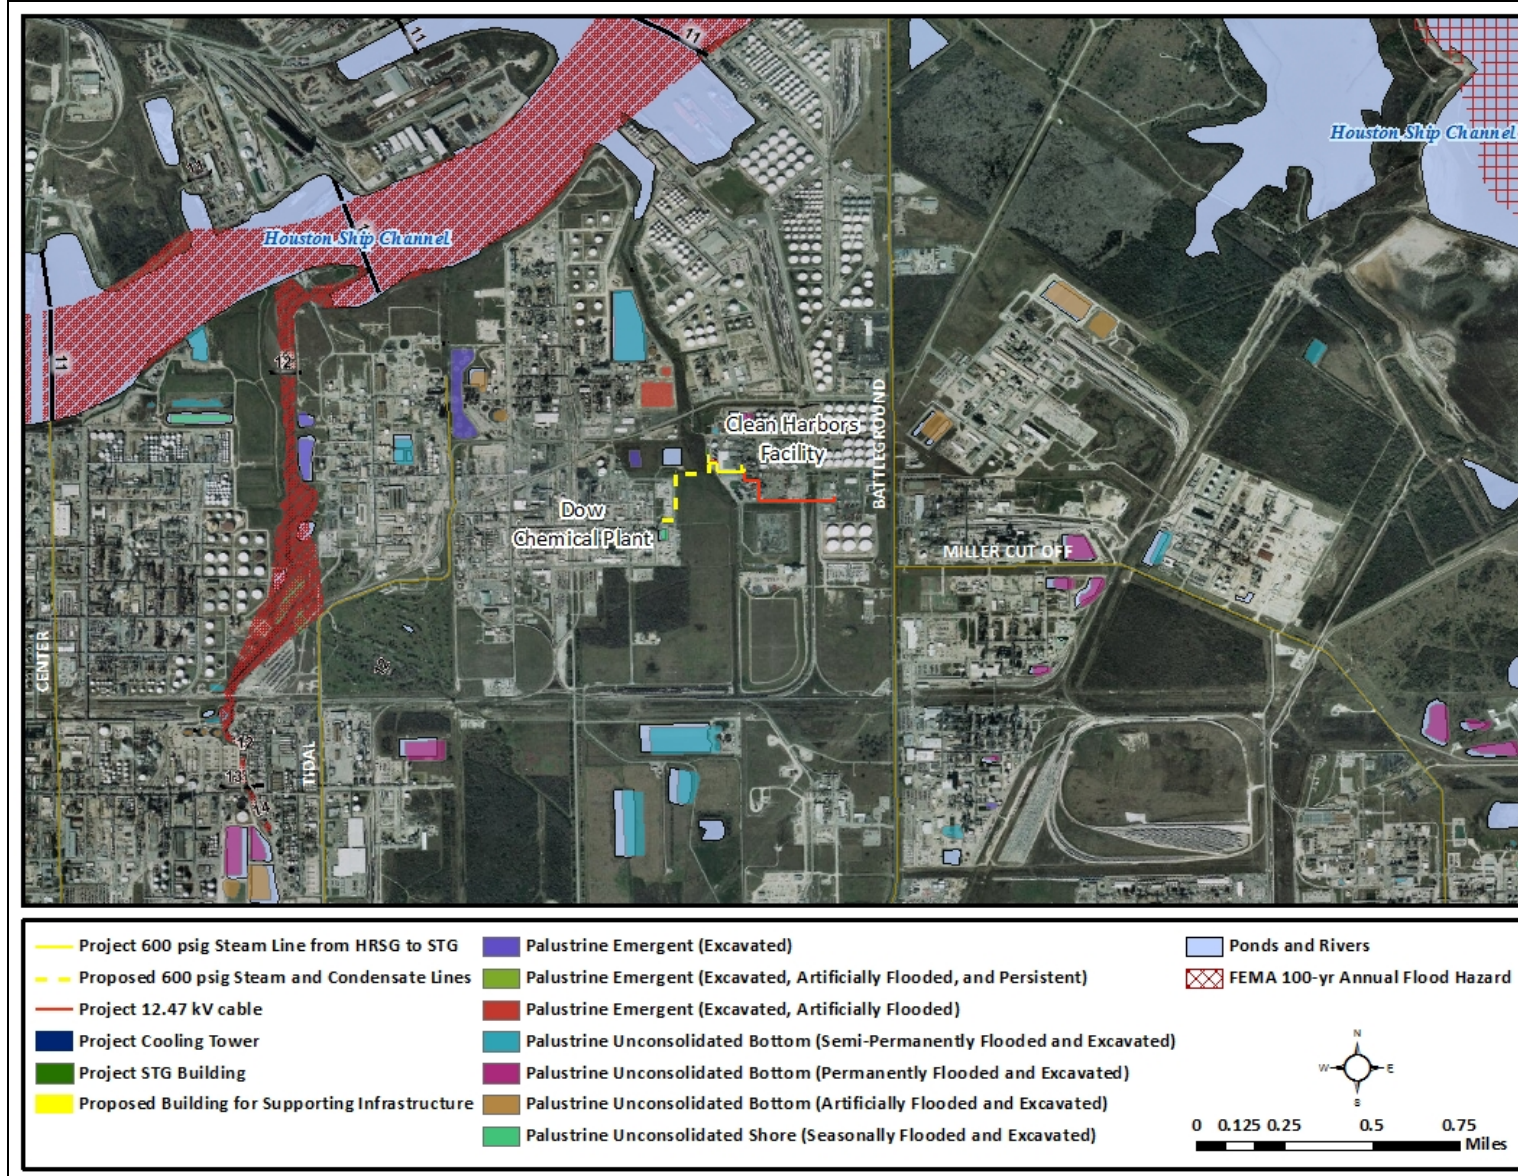 11
11
Houston Ship Channel
11
Houston Ship Channel
11
12
Clean Harbors
Facility
BATTLEGROUND
Dow
Chemical Plant
MILLER CUT OFF
CENTER
12
TIDAL
12
13
14
Project 600 psig Steam Line from HRSG to STG
Proposed 600 psig Steam and Condensate Lines
Project 12.47 kV cable
Project Cooling Tower
Project STG Building
Proposed Building for Supporting Infrastructure
Palustrine Emergent (Excavated)
Palustrine Emergent (Excavated, Artificially Flooded, and Persistent)
Palustrine Emergent (Excavated, Artificially Flooded)
Palustrine Unconsolidated Bottom (Semi-Permanently Flooded and Excavated)
Palustrine Unconsolidated Bottom (Permanently Flooded and Excavated)
Palustrine Unconsolidated Bottom (Artificially Flooded and Excavated)
Palustrine Unconsolidated Shore (Seasonally Flooded and Excavated)
Ponds and Rivers
FEMA 100-yr Annual Flood Hazard
N
W E
S
0 0.125 0.25 0.5 0.75
Miles